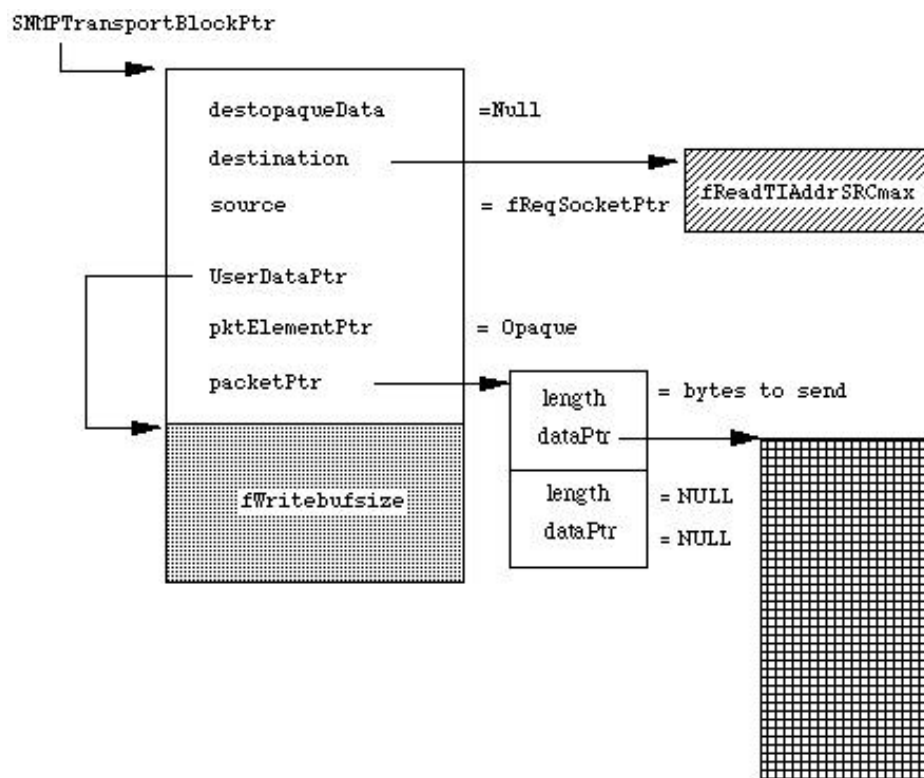 SNMPTransportBlockPtr
destopaqueData =Null
destination
fReadTIAddrSRCmax
source = fReqSocketPtr
UserDataPtr
pktElementPtr = Opaque
packetPtr
length = bytes to send
dataPtr
fWritebufsize
length = NULL
dataPtr = NULL